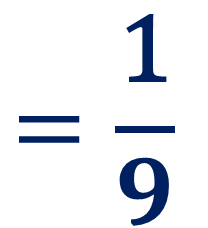 = 1/9